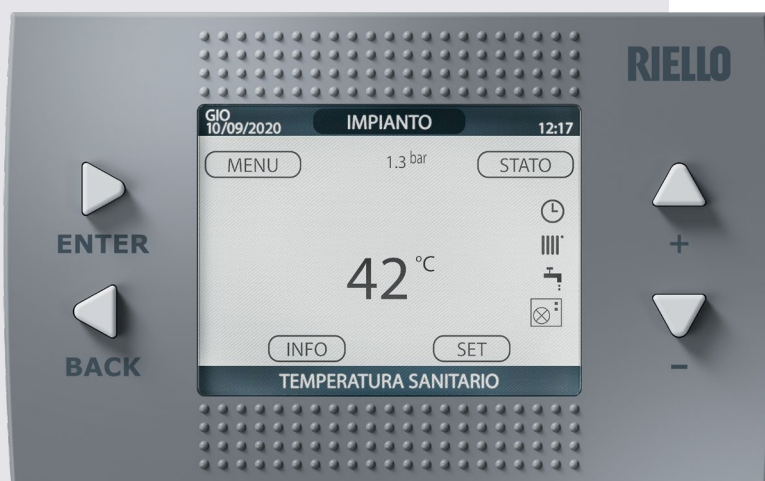 RIELLO
GIO
10/09/2020
IMPIANTO
12:17
MENU
1.3 bar
STATO
ENTER
+
42 °C
BACK
INFO
SET
-
TEMPERATURA SANITARIO